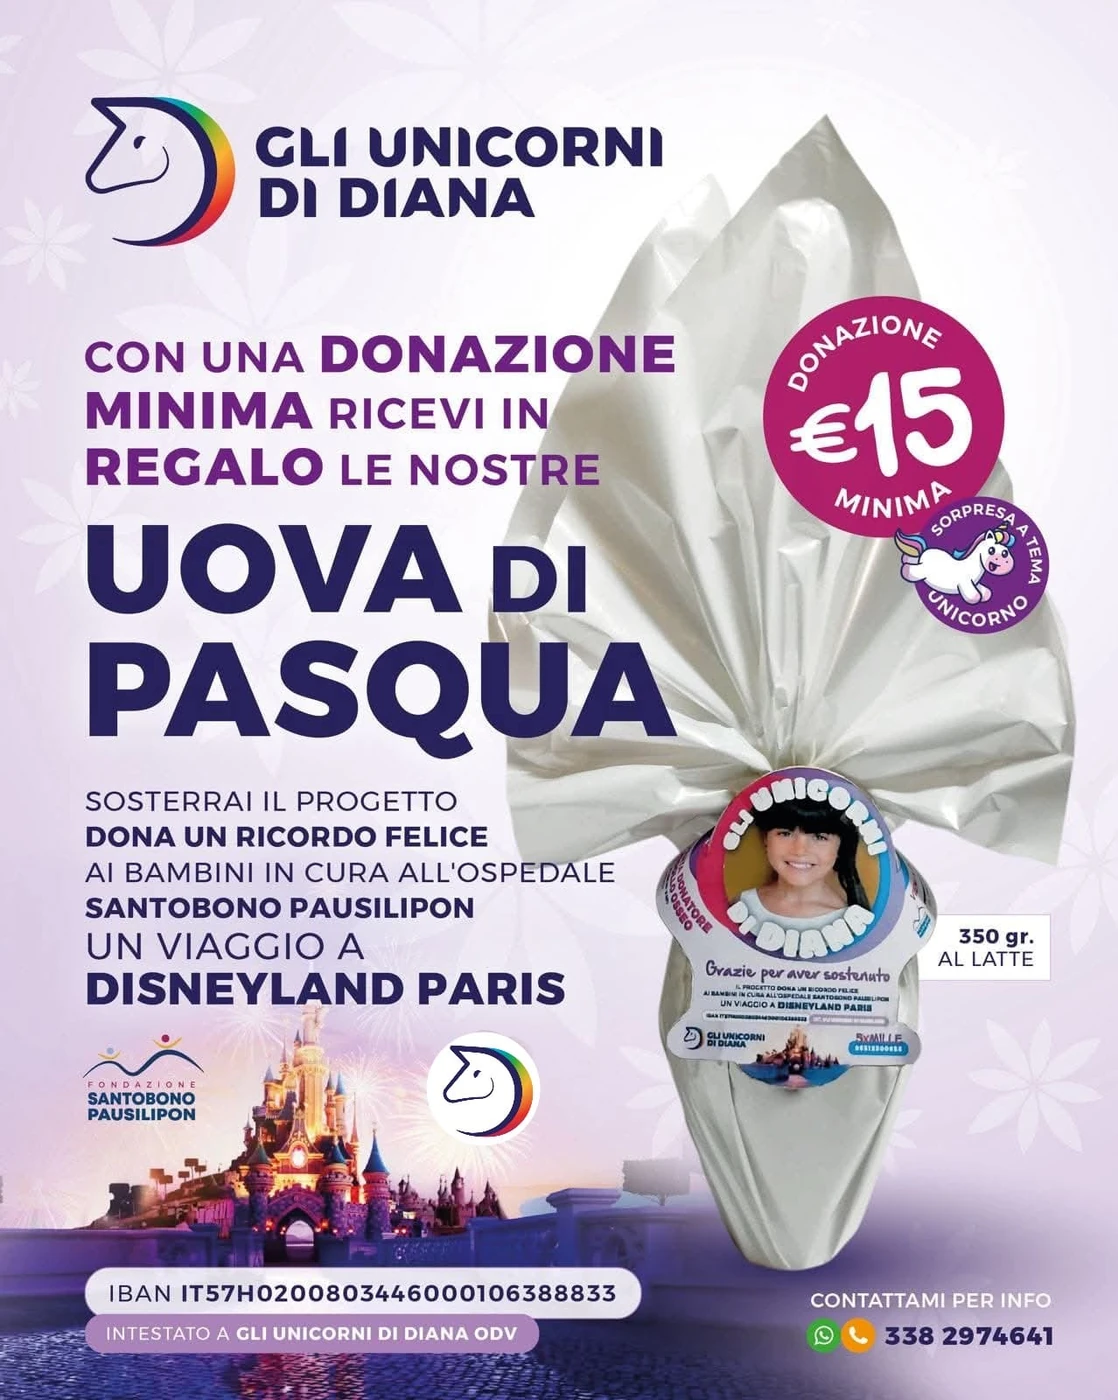 GLI UNICORNI
DI DIANA
CON UNA DONAZIONE
MINIMA RICEVI IN
REGALO LE NOSTRE
UOVA DI
PASQUA
DONAZIONE
€15
MINIMA
SORPRESA A TEMA
UNICORNO
SOSTERRAI IL PROGETTO
DONA UN RICORDO FELICE
AI BAMBINI IN CURA ALL'OSPEDALE
SANTOBONO PAUSILIPON
UN VIAGGIO A
DISNEYLAND PARIS
GLI UNICORNI
DI DIANA
DONATORE
OSSEO
Grazie per aver sostenuto
IL PROGETTO DONA UN RICORDO FELICE
AI BAMBINI IN CURA ALL'OSPEDALE SANTOBONO PAUSILIPON
UN VIAGGIO A DISNEYLAND PARIS
GLI UNICORNI
DI DIANA
5xMILLE
350 gr.
AL LATTE
FONDAZIONE
SANTOBONO
PAUSILIPON
IBAN IT57H0200803446000106388833
INTESTATO A GLI UNICORNI DI DIANA ODV
CONTATTAMI PER INFO
338 2974641